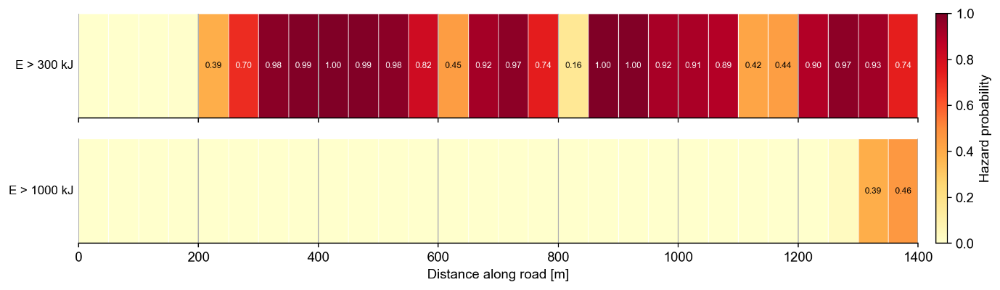 E > 300 kJ
0.39 0.70 0.98 0.99 1.00 0.99 0.98 0.82 0.45 0.92 0.97 0.74 0.16 1.00 1.00 0.92 0.91 0.89 0.42 0.44 0.90 0.97 0.93 0.74
E > 1000 kJ
0.39 0.46
0 200 400 600 800 1000 1200 1400
Distance along road [m]
1.0
0.8
0.6
0.4
0.2
0.0
Hazard probability